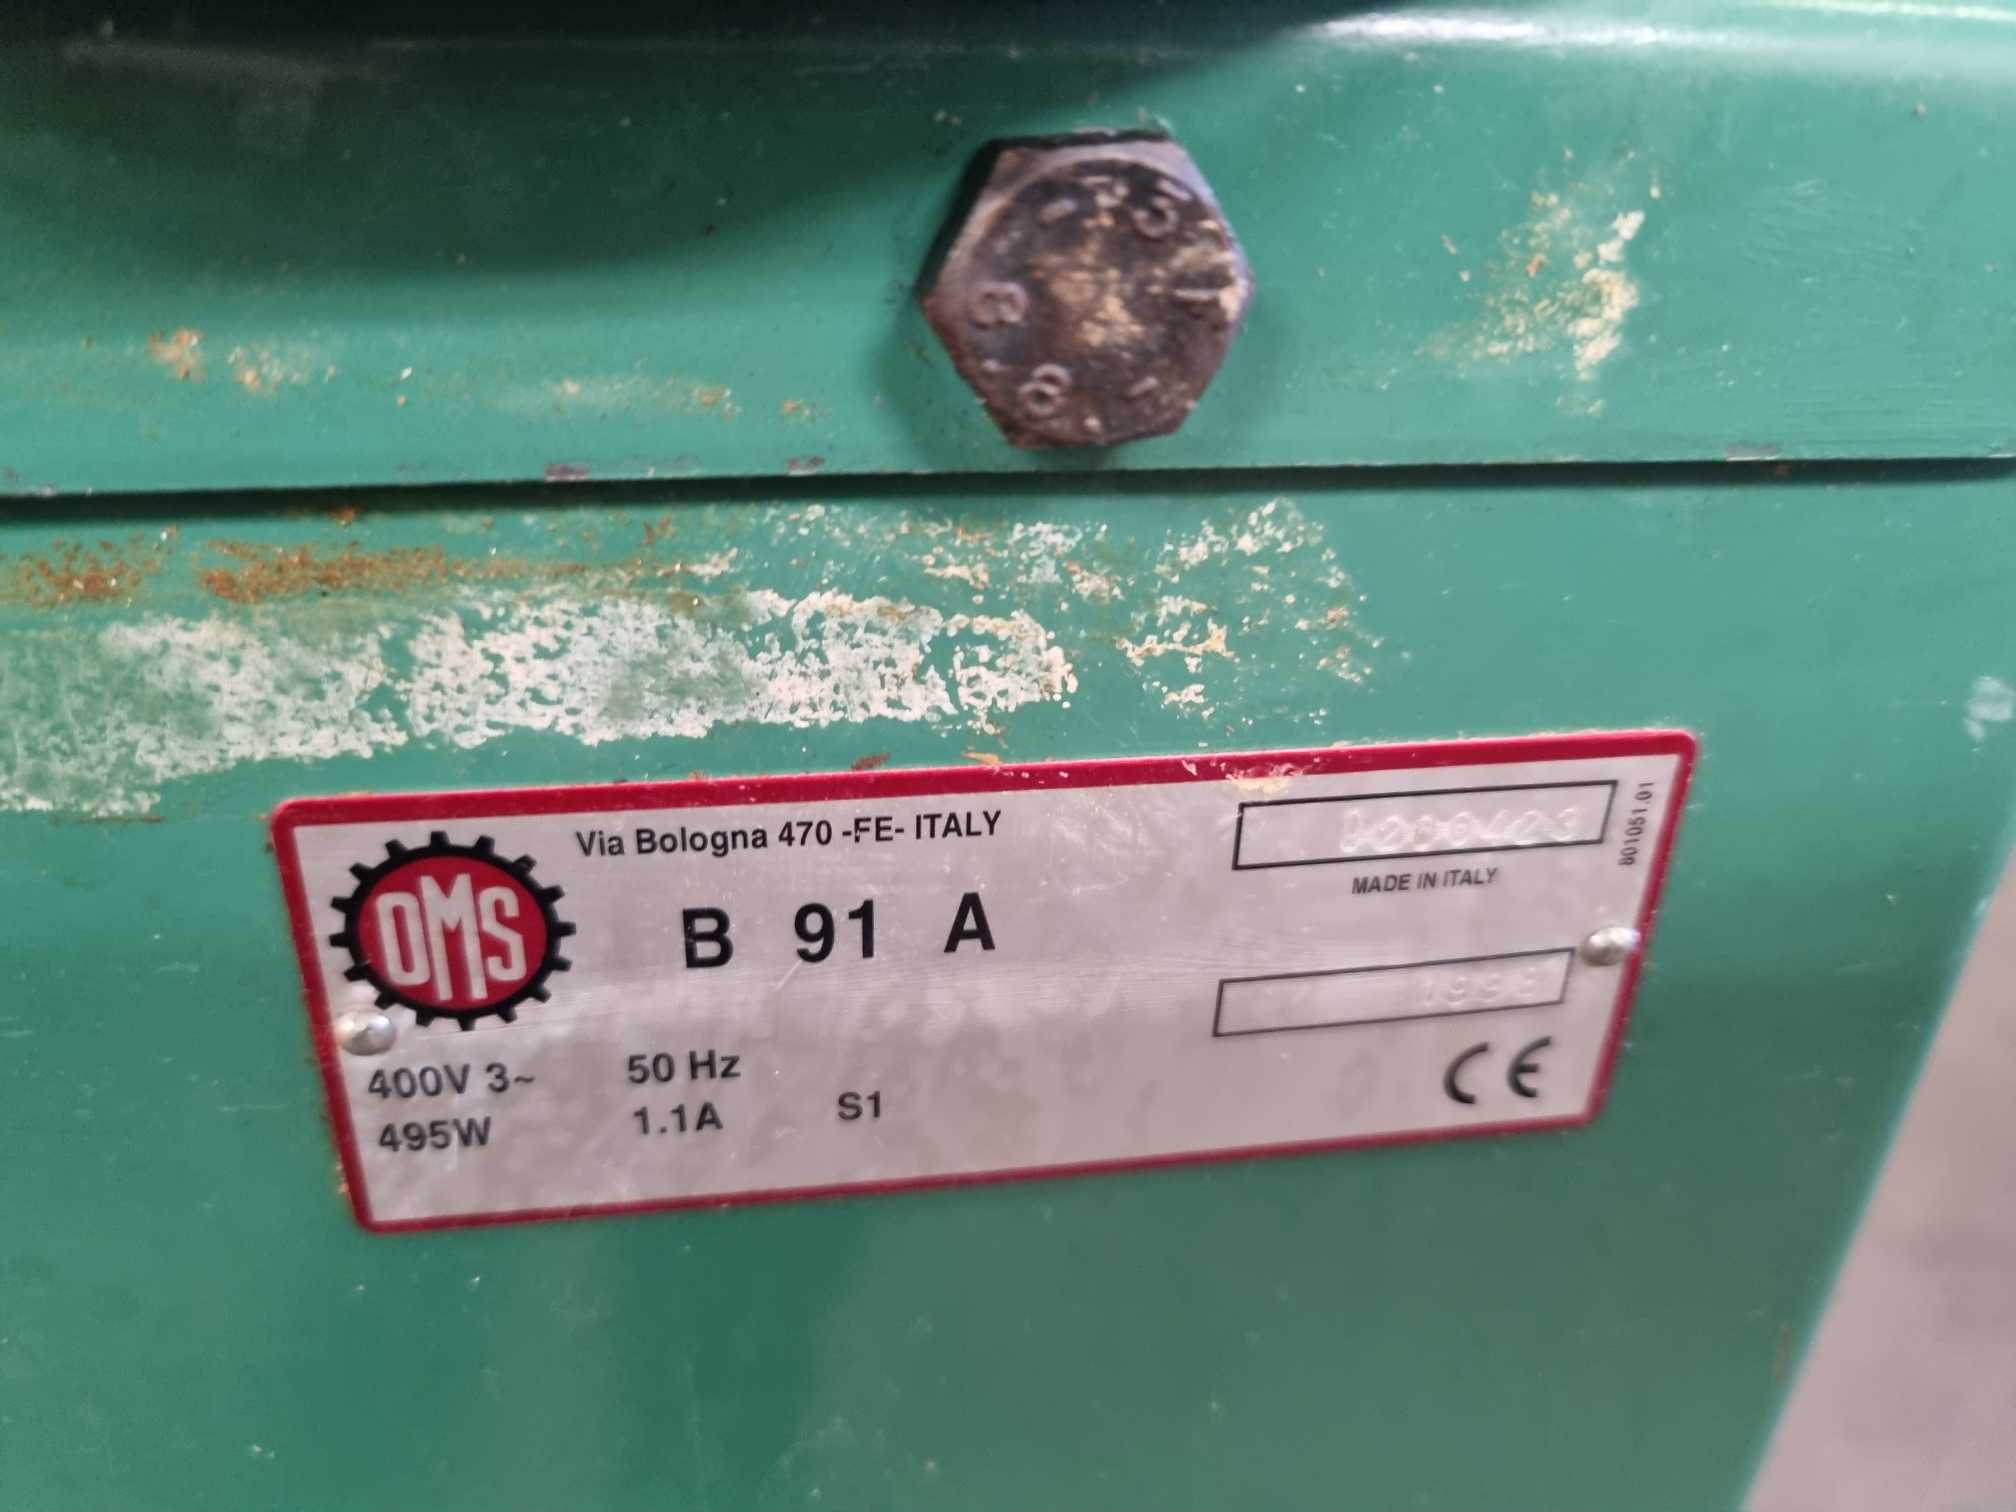 Via Bologna 470 -FE- ITALY
OMS
B 91 A
MADE IN ITALY
801051.01
400V 3~
50 Hz
495W
1.1A
S1
CE